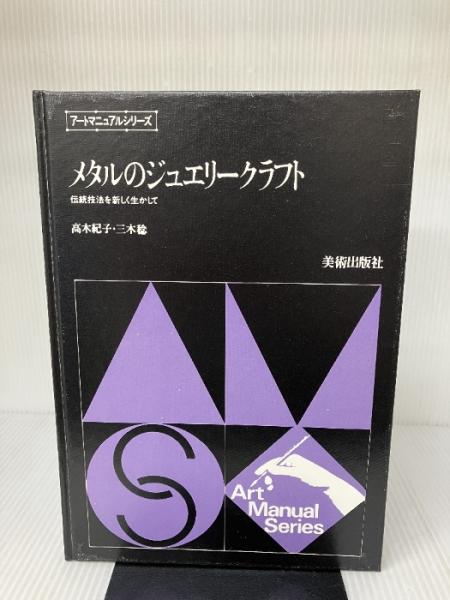 アートマニュアルシリーズ
メタルのジュエリークラフト
伝統技法を新しく生かして
高木紀子・三木稔
美術出版社
AM
S
Art
Manual
Series